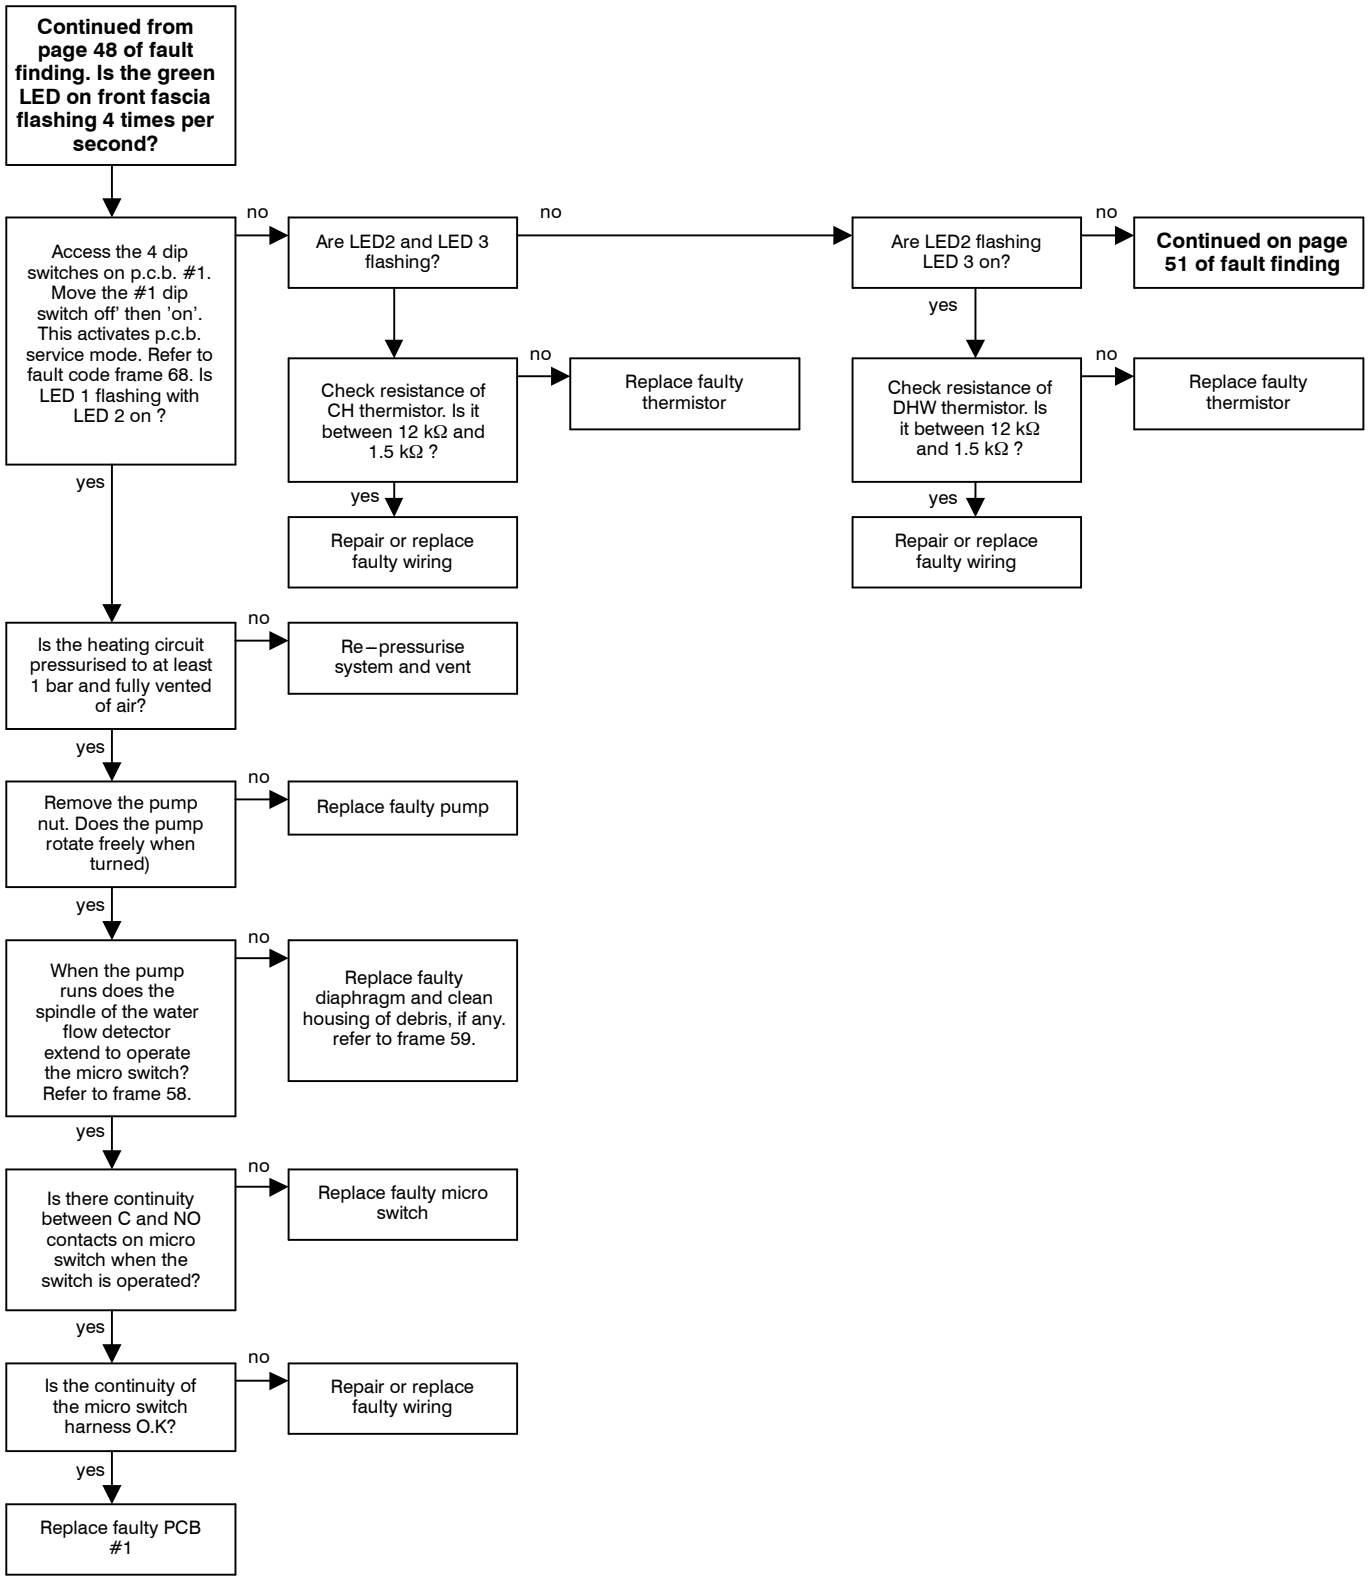 Continued from
page 48 of fault
finding. Is the green
LED on front fascia
flashing 4 times per
second?
Access the 4 dip
switches on p.c.b. #1.
Move the #1 dip
switch off’ then ’on’.
This activates p.c.b.
service mode. Refer to
fault code frame 68. Is
LED 1 flashing with
LED 2 on ?
no
Are LED2 and LED 3
flashing?
no
Are LED2 flashing
LED 3 on?
no
Continued on page
51 of fault finding
Check resistance of
CH thermistor. Is it
between 12 kΩ and
1.5 kΩ ?
no
Replace faulty
thermistor
yes
Repair or replace
faulty wiring
yes
Check resistance of
DHW thermistor. Is
it between 12 kΩ
and 1.5 kΩ ?
no
Replace faulty
thermistor
yes
Repair or replace
faulty wiring
yes
Is the heating circuit
pressurised to at least
1 bar and fully vented
of air?
no
Re–pressurise
system and vent
yes
Remove the pump
nut. Does the pump
rotate freely when
turned)
no
Replace faulty pump
yes
When the pump
runs does the
spindle of the water
flow detector
extend to operate
the micro switch?
Refer to frame 58.
no
Replace faulty
diaphragm and clean
housing of debris, if any.
refer to frame 59.
yes
Is there continuity
between C and NO
contacts on micro
switch when the
switch is operated?
no
Replace faulty micro
switch
yes
Is the continuity of
the micro switch
harness O.K?
no
Repair or replace
faulty wiring
yes
Replace faulty PCB
#1